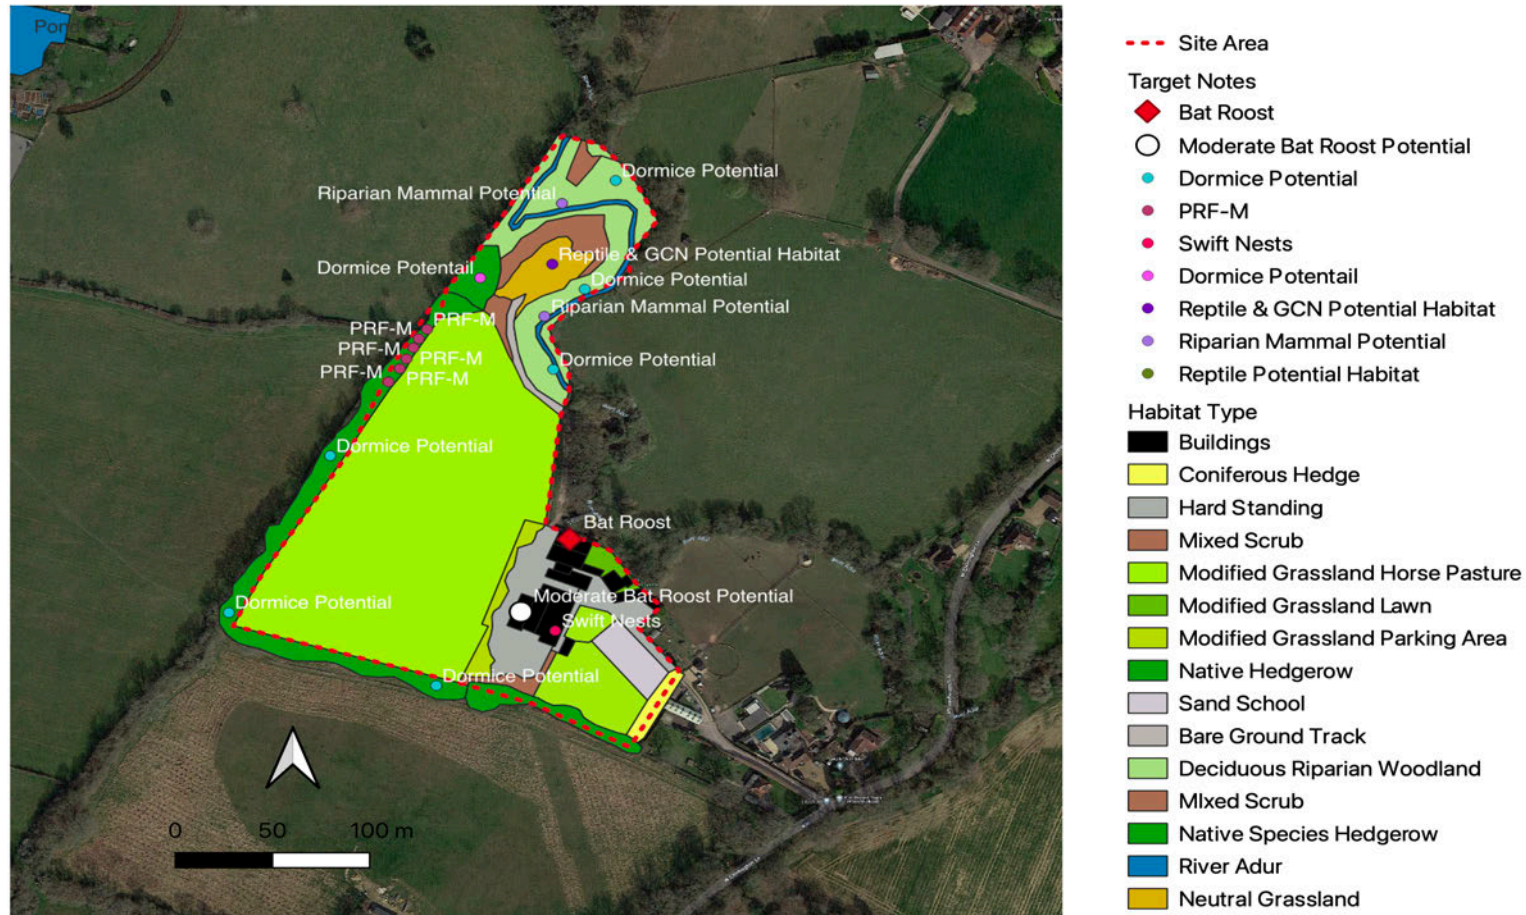 Pond
Dormice Potential
Riparian Mammal Potential
Reptile & GCN Potential Habitat
Dormice Potentail
Dormice Potential
Riparian Mammal Potential
PRF-M
PRF-M
PRF-M
PRF-M
PRF-M
PRF-M
Dormice Potential
Dormice Potential
Bat Roost
Moderate Bat Roost Potential
Dormice Potential
Swift Nests
Dormice Potential
0 50 100 m
Site Area
Target Notes
Bat Roost
Moderate Bat Roost Potential
Dormice Potential
PRF-M
Swift Nests
Dormice Potentail
Reptile & GCN Potential Habitat
Riparian Mammal Potential
Reptile Potential Habitat
Habitat Type
Buildings
Coniferous Hedge
Hard Standing
Mixed Scrub
Modified Grassland Horse Pasture
Modified Grassland Lawn
Modified Grassland Parking Area
Native Hedgerow
Sand School
Bare Ground Track
Deciduous Riparian Woodland
MIxed Scrub
Native Species Hedgerow
River Adur
Neutral Grassland